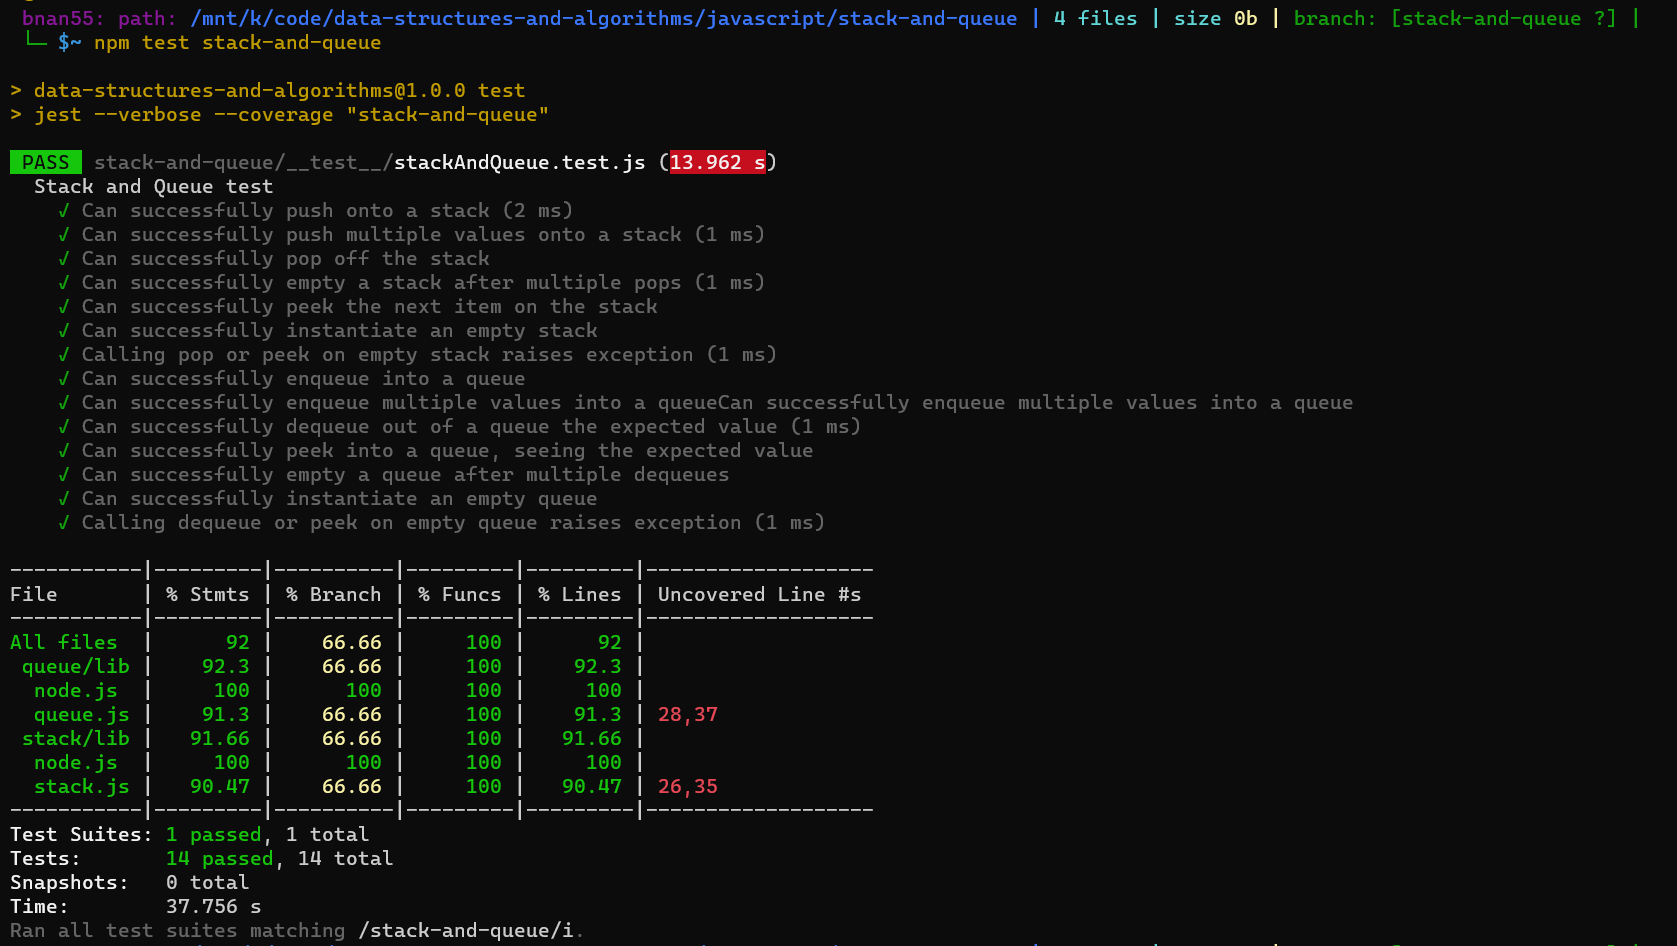 bnan55: path: /mnt/k/code/data-structures-and-algorithms/javascript/stack-and-queue | 4 files | size 0b | branch: [stack-and-queue ?] |
└─ $~ npm test stack-and-queue
> data-structures-and-algorithms@1.0.0 test
> jest --verbose --coverage "stack-and-queue"
PASS stack-and-queue/__test__/stackAndQueue.test.js (13.962 s)
Stack and Queue test
√ Can successfully push onto a stack (2 ms)
√ Can successfully push multiple values onto a stack (1 ms)
√ Can successfully pop off the stack
√ Can successfully empty a stack after multiple pops (1 ms)
√ Can successfully peek the next item on the stack
√ Can successfully instantiate an empty stack
√ Calling pop or peek on empty stack raises exception (1 ms)
√ Can successfully enqueue into a queue
√ Can successfully enqueue multiple values into a queueCan successfully enqueue multiple values into a queue
√ Can successfully dequeue out of a queue the expected value (1 ms)
√ Can successfully peek into a queue, seeing the expected value
√ Can successfully empty a queue after multiple dequeues
√ Can successfully instantiate an empty queue
√ Calling dequeue or peek on empty queue raises exception (1 ms)
-----------|---------|----------|---------|---------|-------------------
File       | % Stmts | % Branch | % Funcs | % Lines | Uncovered Line #s
-----------|---------|----------|---------|---------|-------------------
All files  |      92 |    66.66 |     100 |      92 |
 queue/lib |    92.3 |    66.66 |     100 |    92.3 |
  node.js  |     100 |      100 |     100 |     100 |
  queue.js |    91.3 |    66.66 |     100 |    91.3 | 28,37
 stack/lib |   91.66 |    66.66 |     100 |   91.66 |
  node.js  |     100 |      100 |     100 |     100 |
  stack.js |   90.47 |    66.66 |     100 |   90.47 | 26,35
-----------|---------|----------|---------|---------|-------------------
Test Suites: 1 passed, 1 total
Tests:       14 passed, 14 total
Snapshots:   0 total
Time:        37.756 s
Ran all test suites matching /stack-and-queue/i.